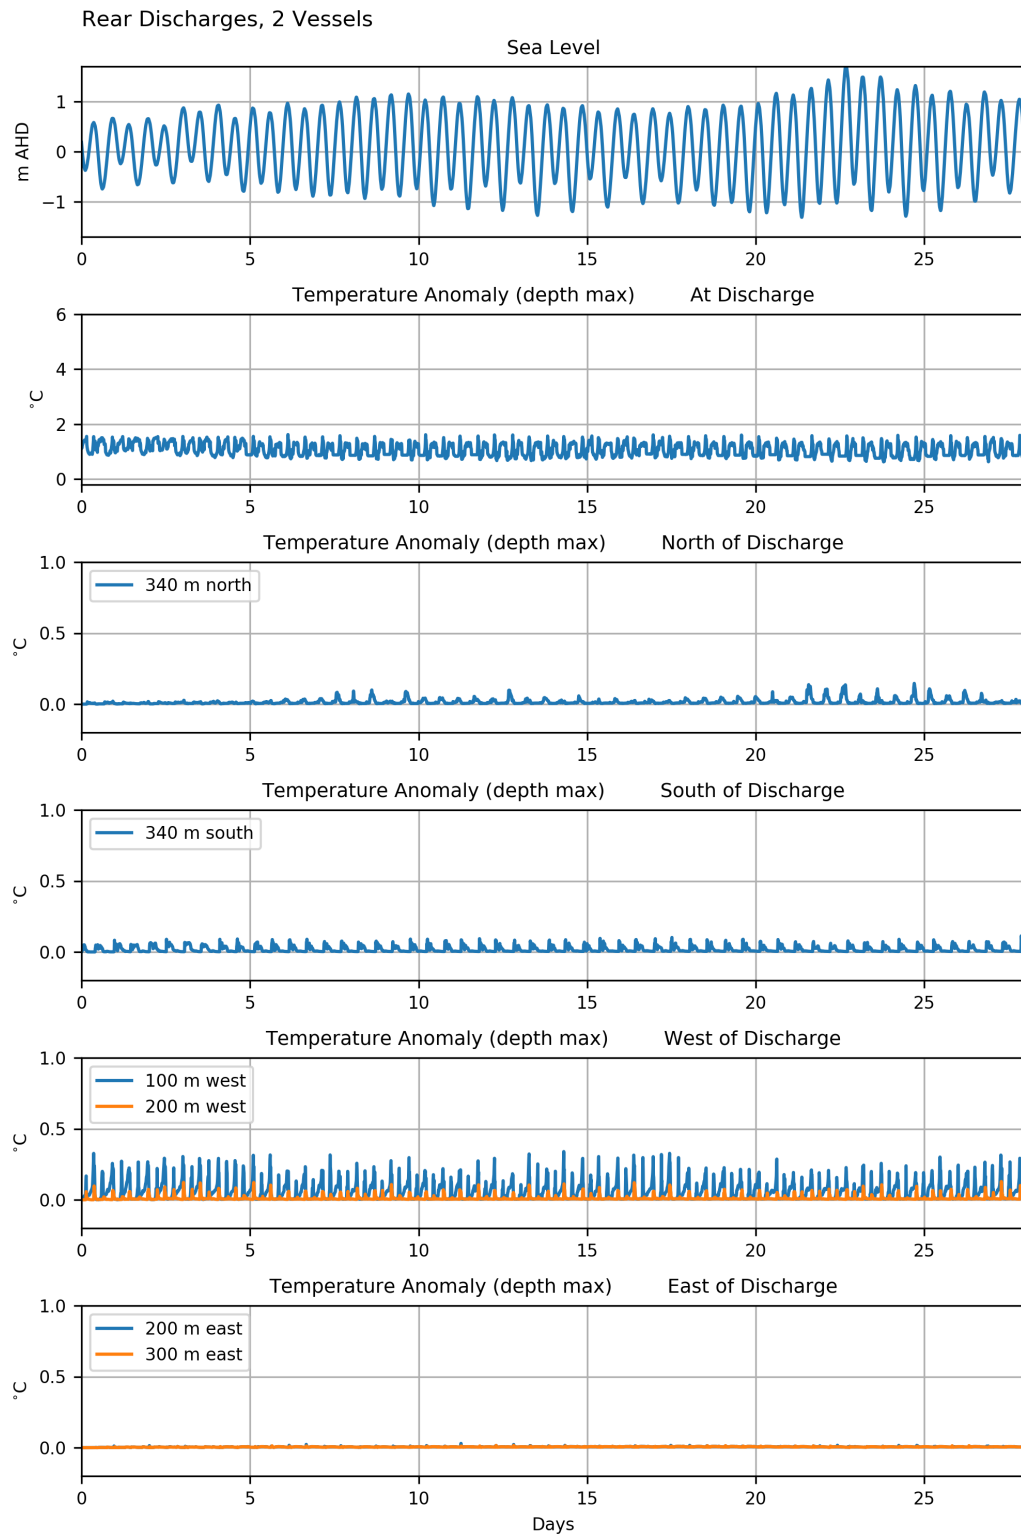 Rear Discharges, 2 Vessels
Sea Level
m AHD
1
0
−1
0 5 10 15 20 25
Temperature Anomaly (depth max) At Discharge
°C
6
4
2
0
0 5 10 15 20 25
Temperature Anomaly (depth max) North of Discharge
°C
1.0
340 m north
0.5
0.0
0 5 10 15 20 25
Temperature Anomaly (depth max) South of Discharge
°C
1.0
340 m south
0.5
0.0
0 5 10 15 20 25
Temperature Anomaly (depth max) West of Discharge
°C
1.0
100 m west
200 m west
0.5
0.0
0 5 10 15 20 25
Temperature Anomaly (depth max) East of Discharge
°C
1.0
200 m east
300 m east
0.5
0.0
0 5 10 15 20 25
Days